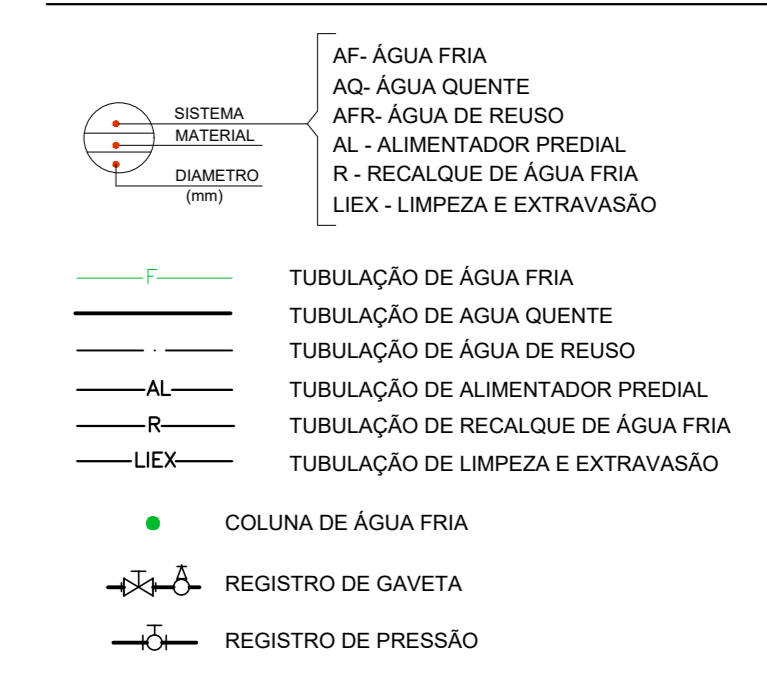 SISTEMA
MATERIAL
DIAMETRO
(mm)
AF- ÁGUA FRIA
AQ- ÁGUA QUENTE
AFR- ÁGUA DE REUSO
AL - ALIMENTADOR PREDIAL
R - RECALQUE DE ÁGUA FRIA
LIEX - LIMPEZA E EXTRAVASÃO
F TUBULAÇÃO DE ÁGUA FRIA
TUBULAÇÃO DE AGUA QUENTE
TUBULAÇÃO DE ÁGUA DE REUSO
AL TUBULAÇÃO DE ALIMENTADOR PREDIAL
R TUBULAÇÃO DE RECALQUE DE ÁGUA FRIA
LIEX TUBULAÇÃO DE LIMPEZA E EXTRAVASÃO
COLUNA DE ÁGUA FRIA
REGISTRO DE GAVETA
REGISTRO DE PRESSÃO